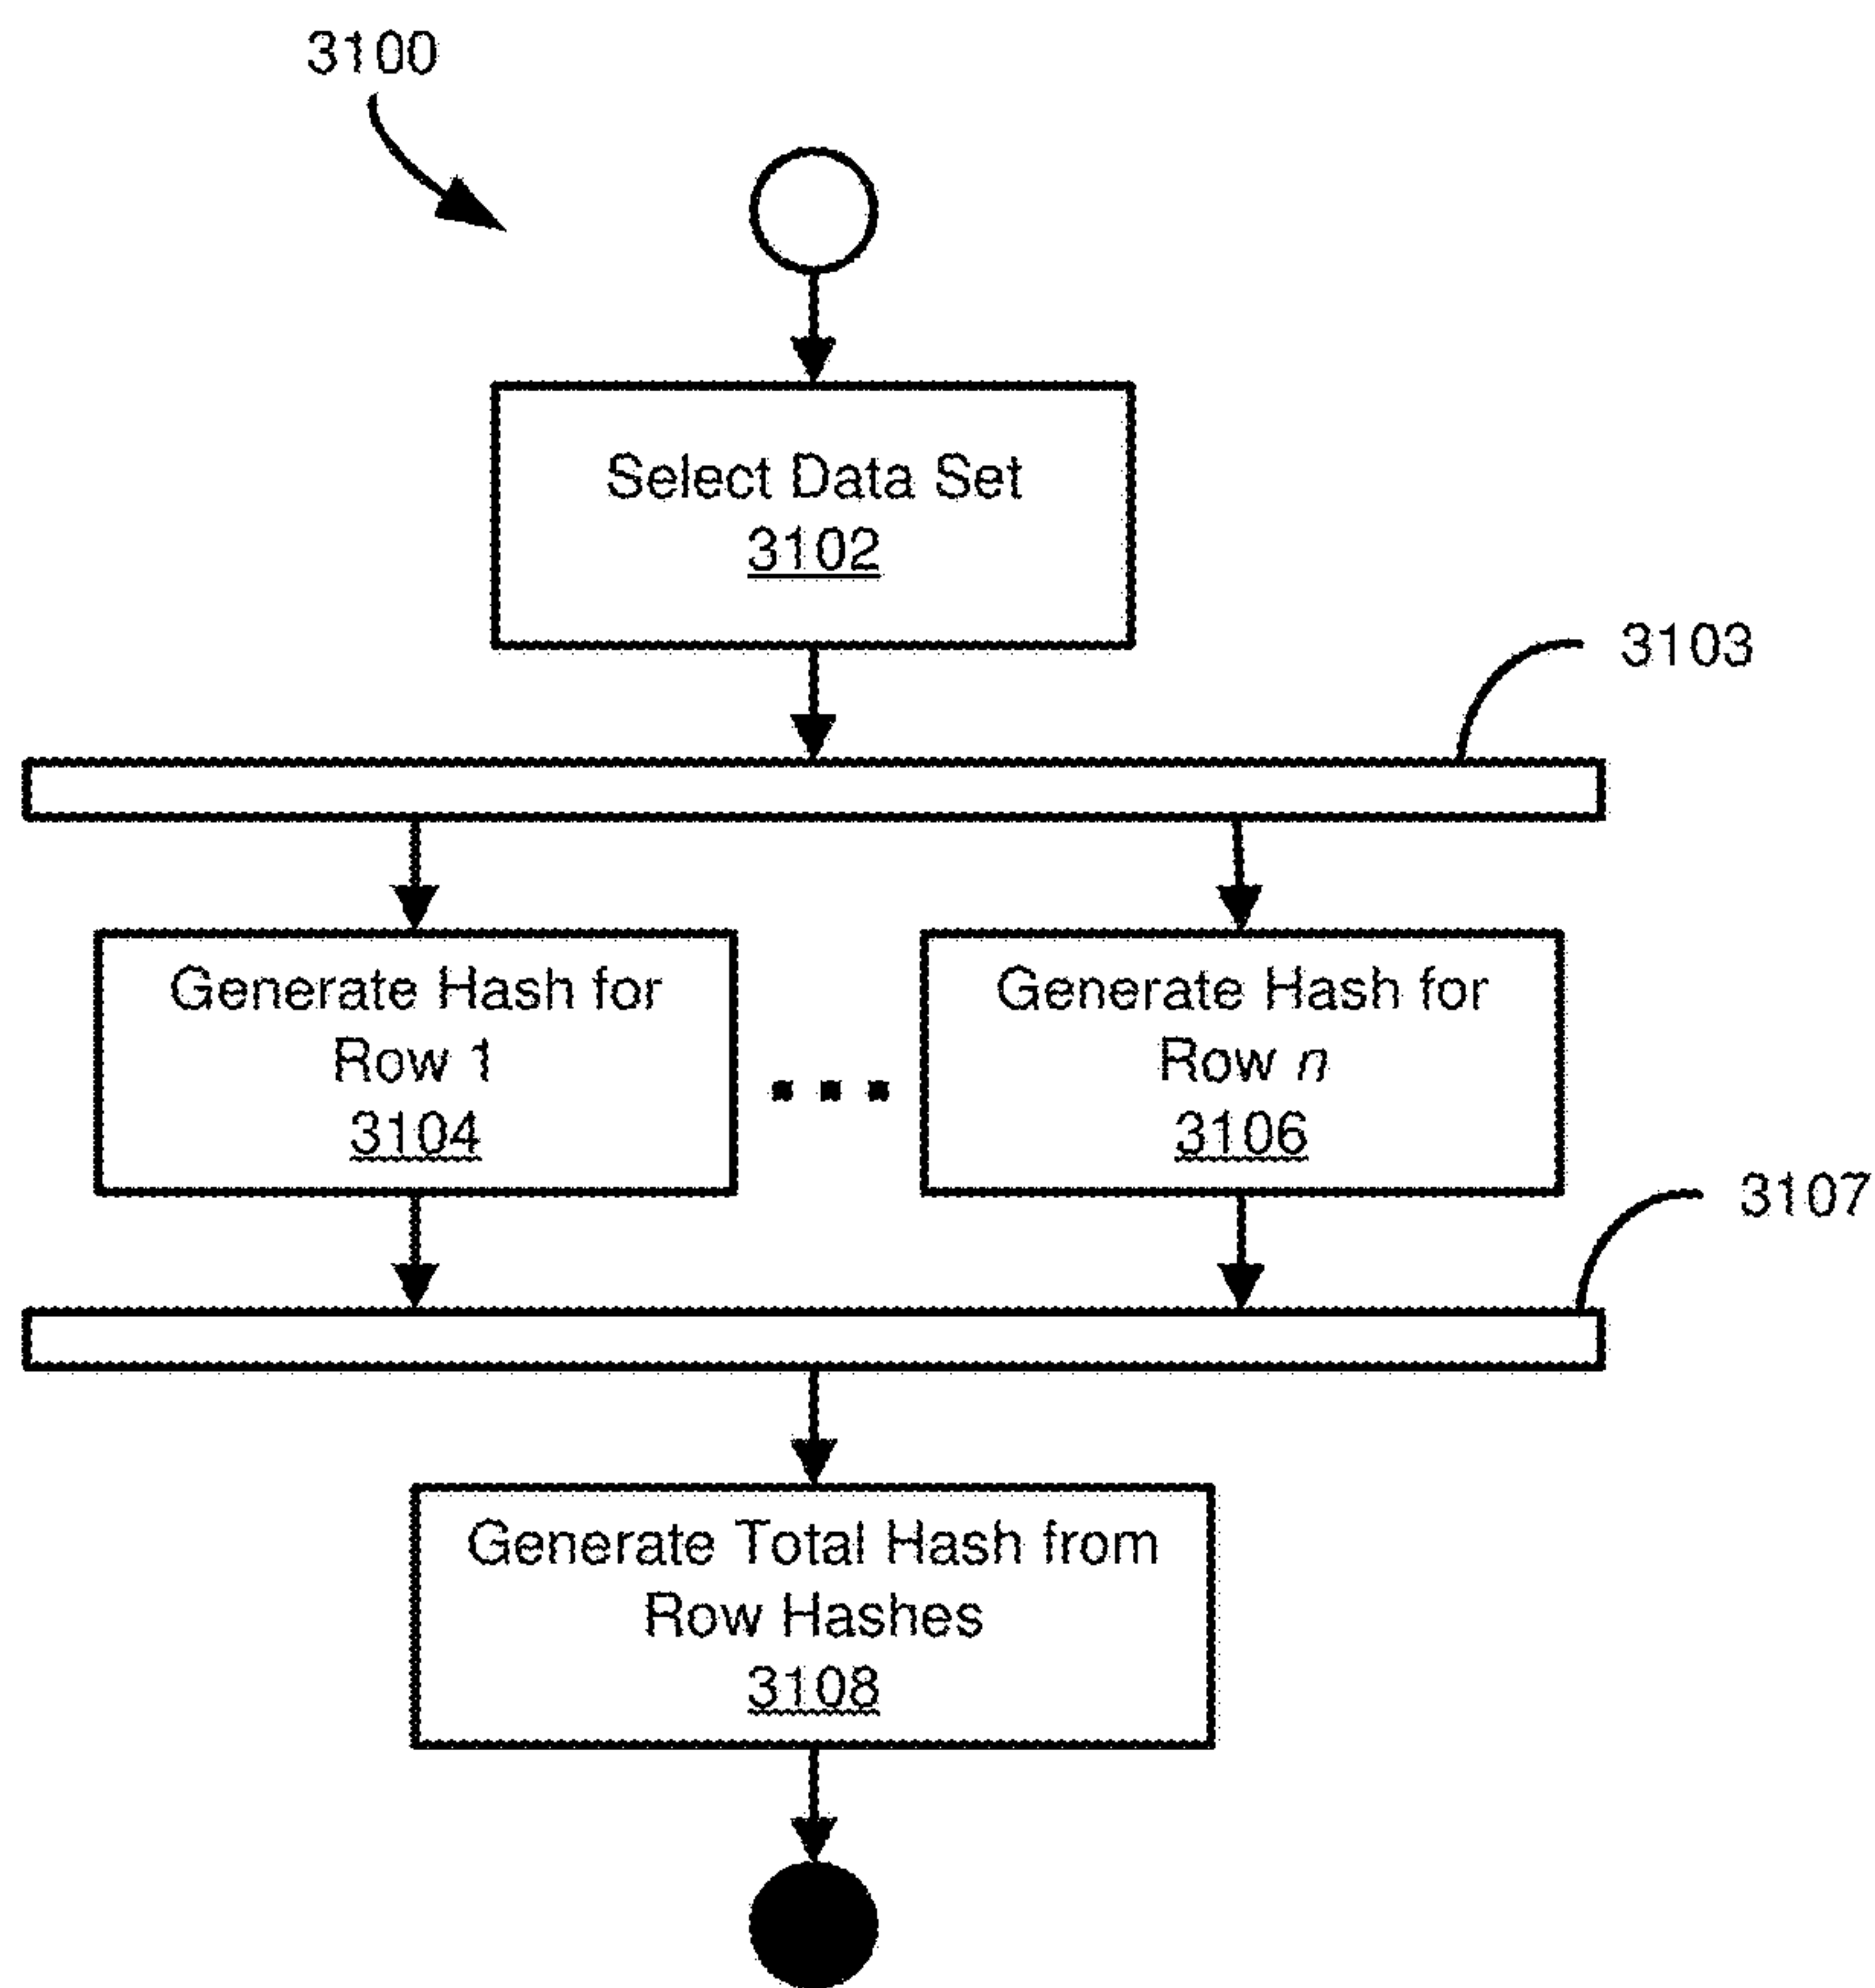 3100
Select Data Set
3102
3103
Generate Hash for
Row 1
3104
Generate Hash for
Row n
3106
3107
Generate Total Hash from
Row Hashes
3108